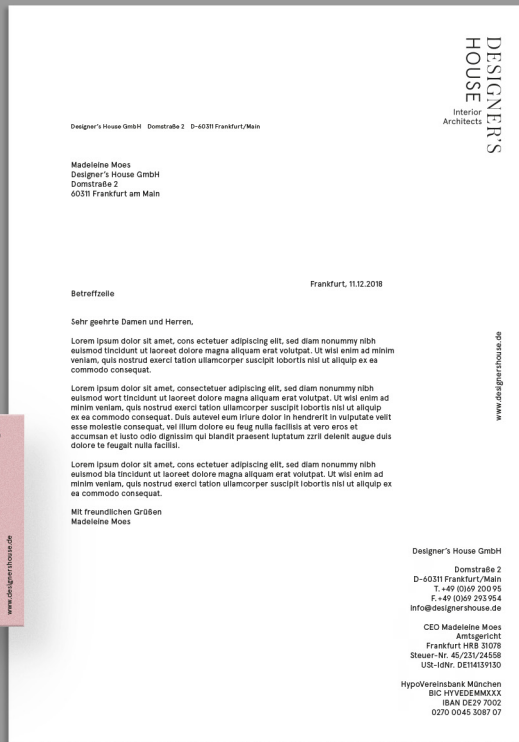 DESIGNER'S
HOUSE
Interior
Architects
Designer's House GmbH Domstraße 2 D-60311 Frankfurt/Main
Madeleine Moes
Designer's House GmbH
Domstraße 2
60311 Frankfurt am Main
Frankfurt, 11.12.2018
Betreffzeile
Sehr geehrte Damen und Herren,
Lorem ipsum dolor sit amet, cons ectetuer adipiscing elit, sed diam nonummy nibh
euismod tincidunt ut laoreet dolore magna aliquam erat volutpat. Ut wisi enim ad minim
veniam, quis nostrud exerci tation ullamcorper suscipit lobortis nisl ut aliquip ex ea
commodo consequat.
Lorem ipsum dolor sit amet, consectetuer adipiscing elit, sed diam nonummy nibh
euismod wort tincidunt ut laoreet dolore magna aliquam erat volutpat. Ut wisi enim ad
minim veniam, quis nostrud exerci tation ullamcorper suscipit lobortis nisl ut aliquip
ex ea commodo consequat. Duis autevel eum iriure dolor in hendrerit in vulputate velit
esse molestie consequat, vel illum dolore eu feug nulla facilisis at vero eros et
accumsan et iusto odio dignissim qui blandit praesent luptatum zzril delenit augue duis
dolore te feugait nulla facilisi.
Lorem ipsum dolor sit amet, consectetuer adipiscing elit, sed diam nonummy nibh
euismod bla tincidunt ut laoreet dolore magna aliquam erat volutpat. Ut wisi enim ad
minim veniam, quis nostrud exerci tation ullamcorper suscipit lobortis nisl ut aliquip ex
ea commodo consequat.
Mit freundlichen Grüßen
Madeleine Moes
www.designershouse.de
www.designershouse.de
Designer's House GmbH
Domstraße 2
D-60311 Frankfurt/Main
T. +49 (0)69 200 95
F. +49 (0)69 293 954
info@designershouse.de
CEO Madeleine Moes
Amtsgericht
Frankfurt HRB 31078
Steuer-Nr. 45/231/24558
USt-IdNr. DE114139130
HypoVereinsbank München
BIC HYVEDEMMXXX
IBAN DE29 7002
0270 0045 3087 07